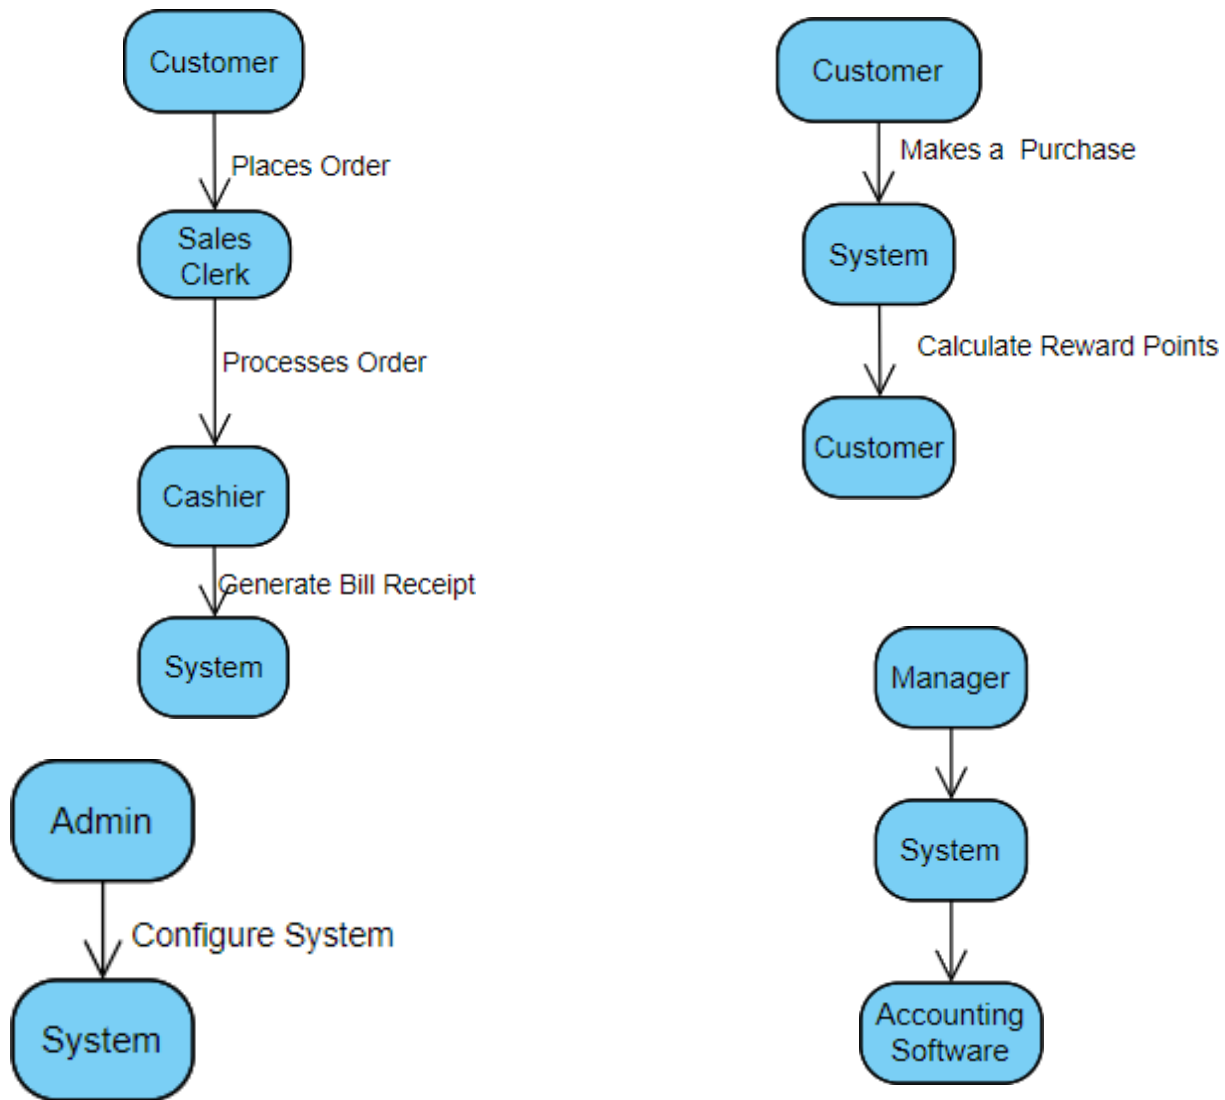 Customer
Places Order
Sales
Clerk
Processes Order
Cashier
Generate Bill Receipt
System
Customer
Makes a  Purchase
System
Calculate Reward Points
Customer
Admin
Configure System
System
Manager
System
Accounting
Software